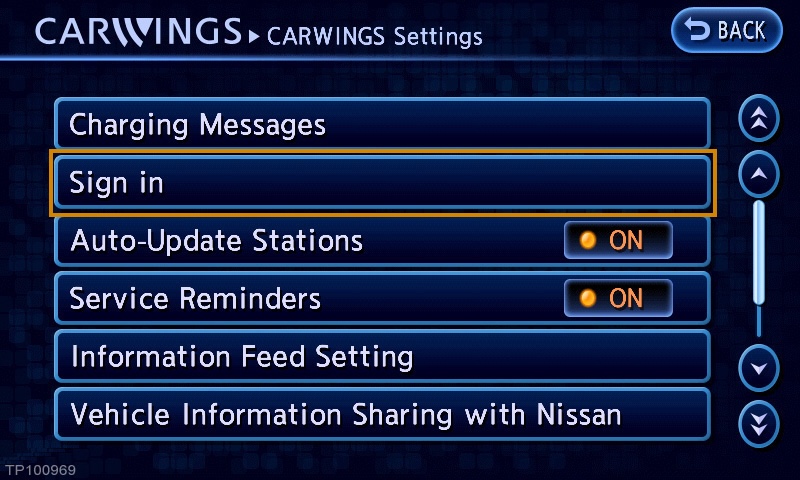 CARWINGS ▶ CARWINGS Settings
BACK
Charging Messages
Sign in
Auto-Update Stations ON
Service Reminders ON
Information Feed Setting
Vehicle Information Sharing with Nissan
TP100969